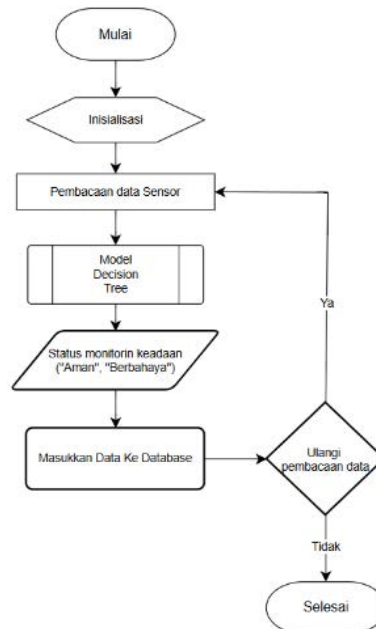 Mulai
Inisialisasi
Pembacaan data Sensor
Model
Decision
Tree
Ya
Status monitorin keadaan
("Aman", "Berbahaya")
Masukkan Data Ke Database
Ulangi
pembacaan data
Tidak
Selesai